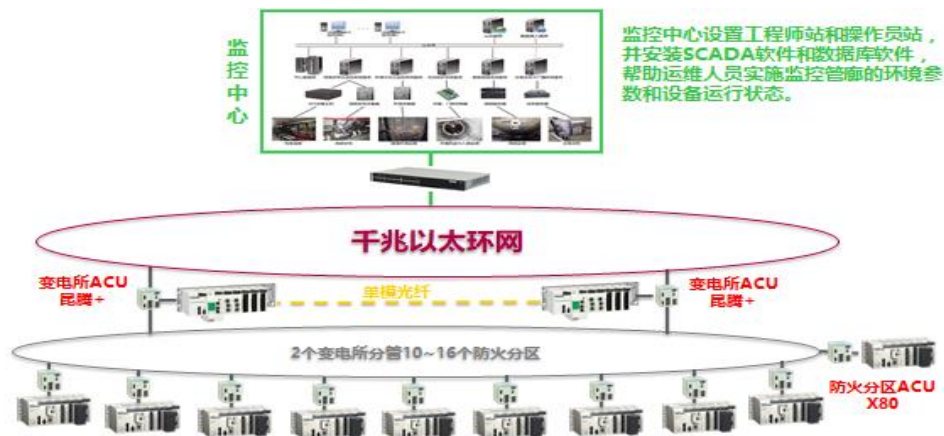 监控中心
监控中心设置工程师站和操作员站，
并安装SCADA软件和数据库软件，
帮助运维人员实施监控管廊的环境参
数和设备运行状态。
千兆以太环网
变电所ACU
昆腾+
单模光纤
变电所ACU
昆腾+
2个变电所分管10~16个防火分区
防火分区ACU
X80